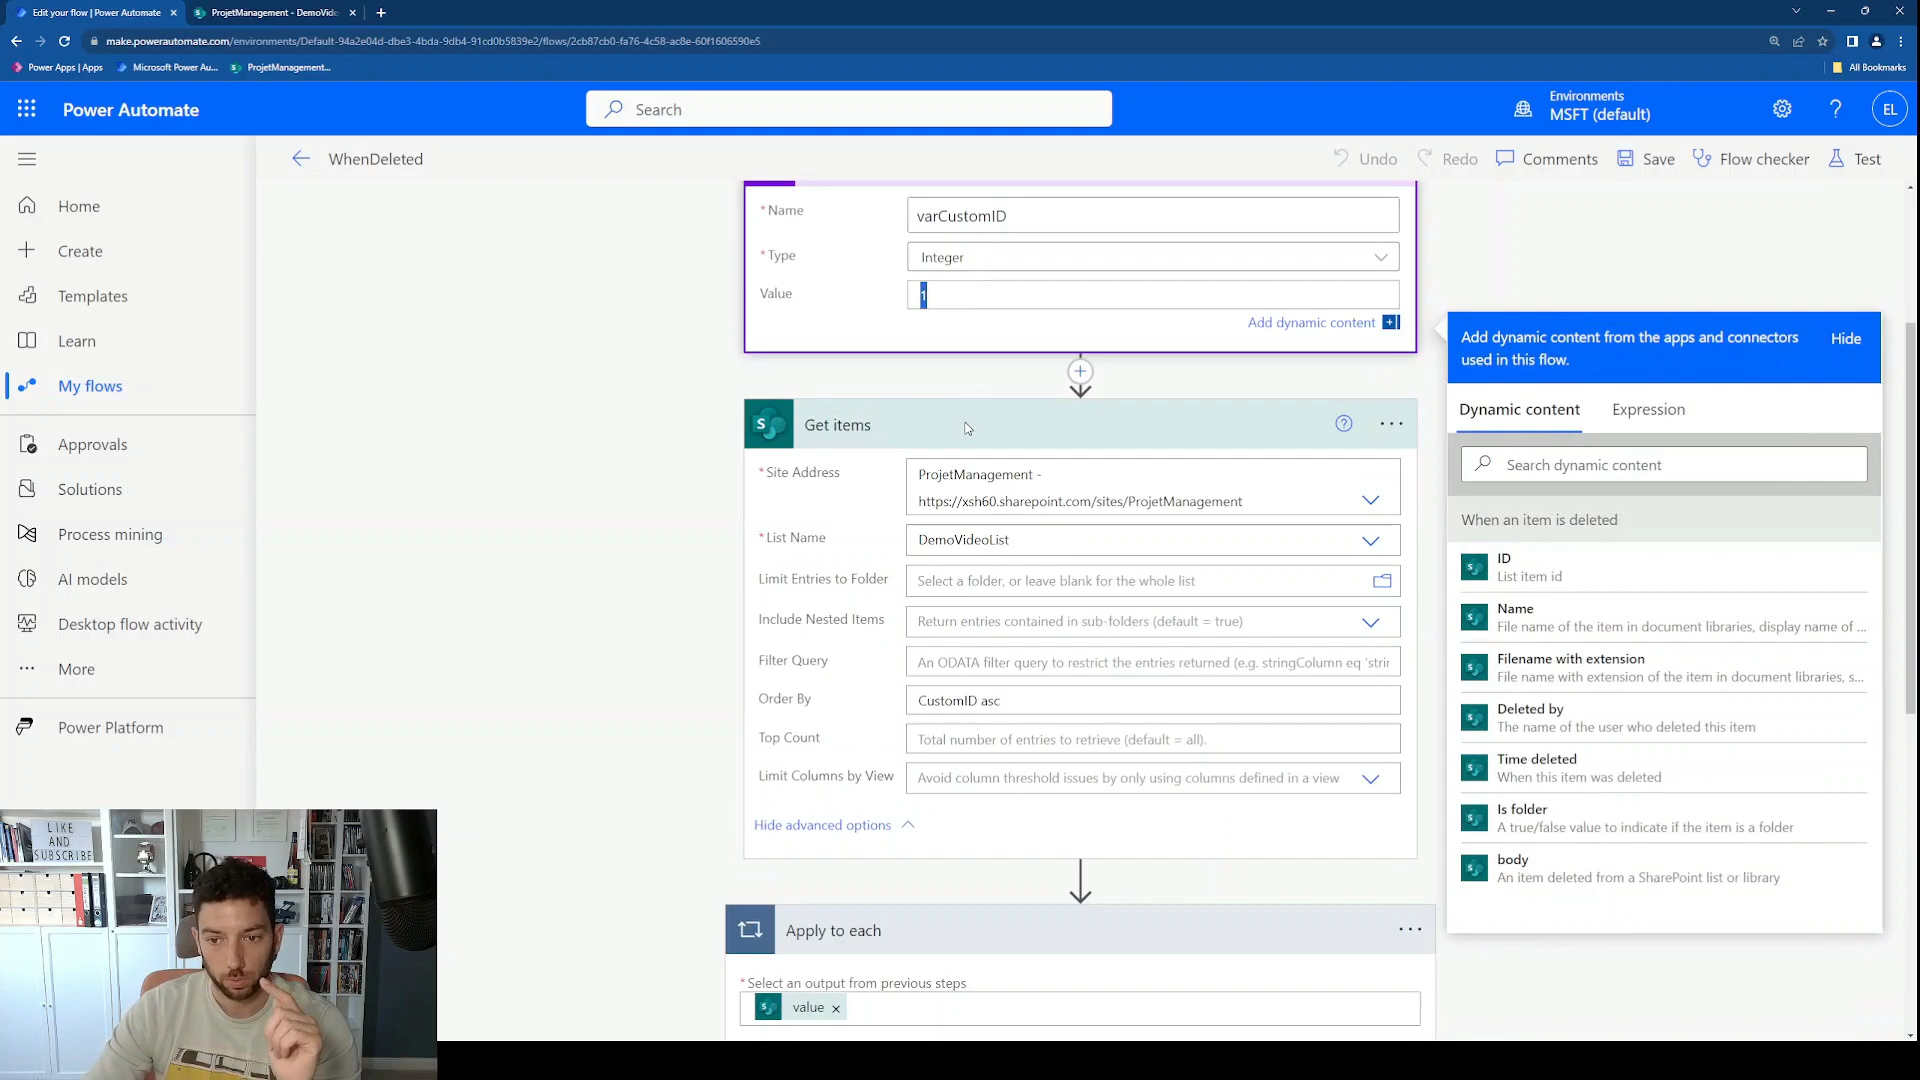 Edit your flow | Power Automate
ProjetManagement - DemoVide
make.powerautomate.com/environments/Default-94a2e04d-dbe3-4bda-9db4-91cd0b5839e2/flows/2cb87cb0-fa76-4c58-ac8e-60f1606590e5
Power Apps | Apps
Microsoft Power Au...
ProjetManagement...
All Bookmarks
Power Automate
Search
Environments
MSFT (default)
EL
WhenDeleted
Undo
Redo
Comments
Save
Flow checker
Test
Home
Create
Templates
Learn
My flows
Approvals
Solutions
Process mining
AI models
Desktop flow activity
More
Power Platform
* Name
varCustomID
* Type
Integer
Value
1
Add dynamic content
Get items
* Site Address
ProjetManagement -
https://xsh60.sharepoint.com/sites/ProjetManagement
* List Name
DemoVideoList
Limit Entries to Folder
Select a folder, or leave blank for the whole list
Include Nested Items
Return entries contained in sub-folders (default = true)
Filter Query
An ODATA filter query to restrict the entries returned (e.g. stringColumn eq 'strin
Order By
CustomID asc
Top Count
Total number of entries to retrieve (default = all).
Limit Columns by View
Avoid column threshold issues by only using columns defined in a view
Hide advanced options
Apply to each
* Select an output from previous steps
value
Add dynamic content from the apps and connectors
used in this flow.
Hide
Dynamic content
Expression
Search dynamic content
When an item is deleted
ID
List item id
Name
File name of the item in document libraries, display name of ...
Filename with extension
File name with extension of the item in document libraries, s...
Deleted by
The name of the user who deleted this item
Time deleted
When this item was deleted
Is folder
A true/false value to indicate if the item is a folder
body
An item deleted from a SharePoint list or library
LIKE
AND
SUBSCRIBE